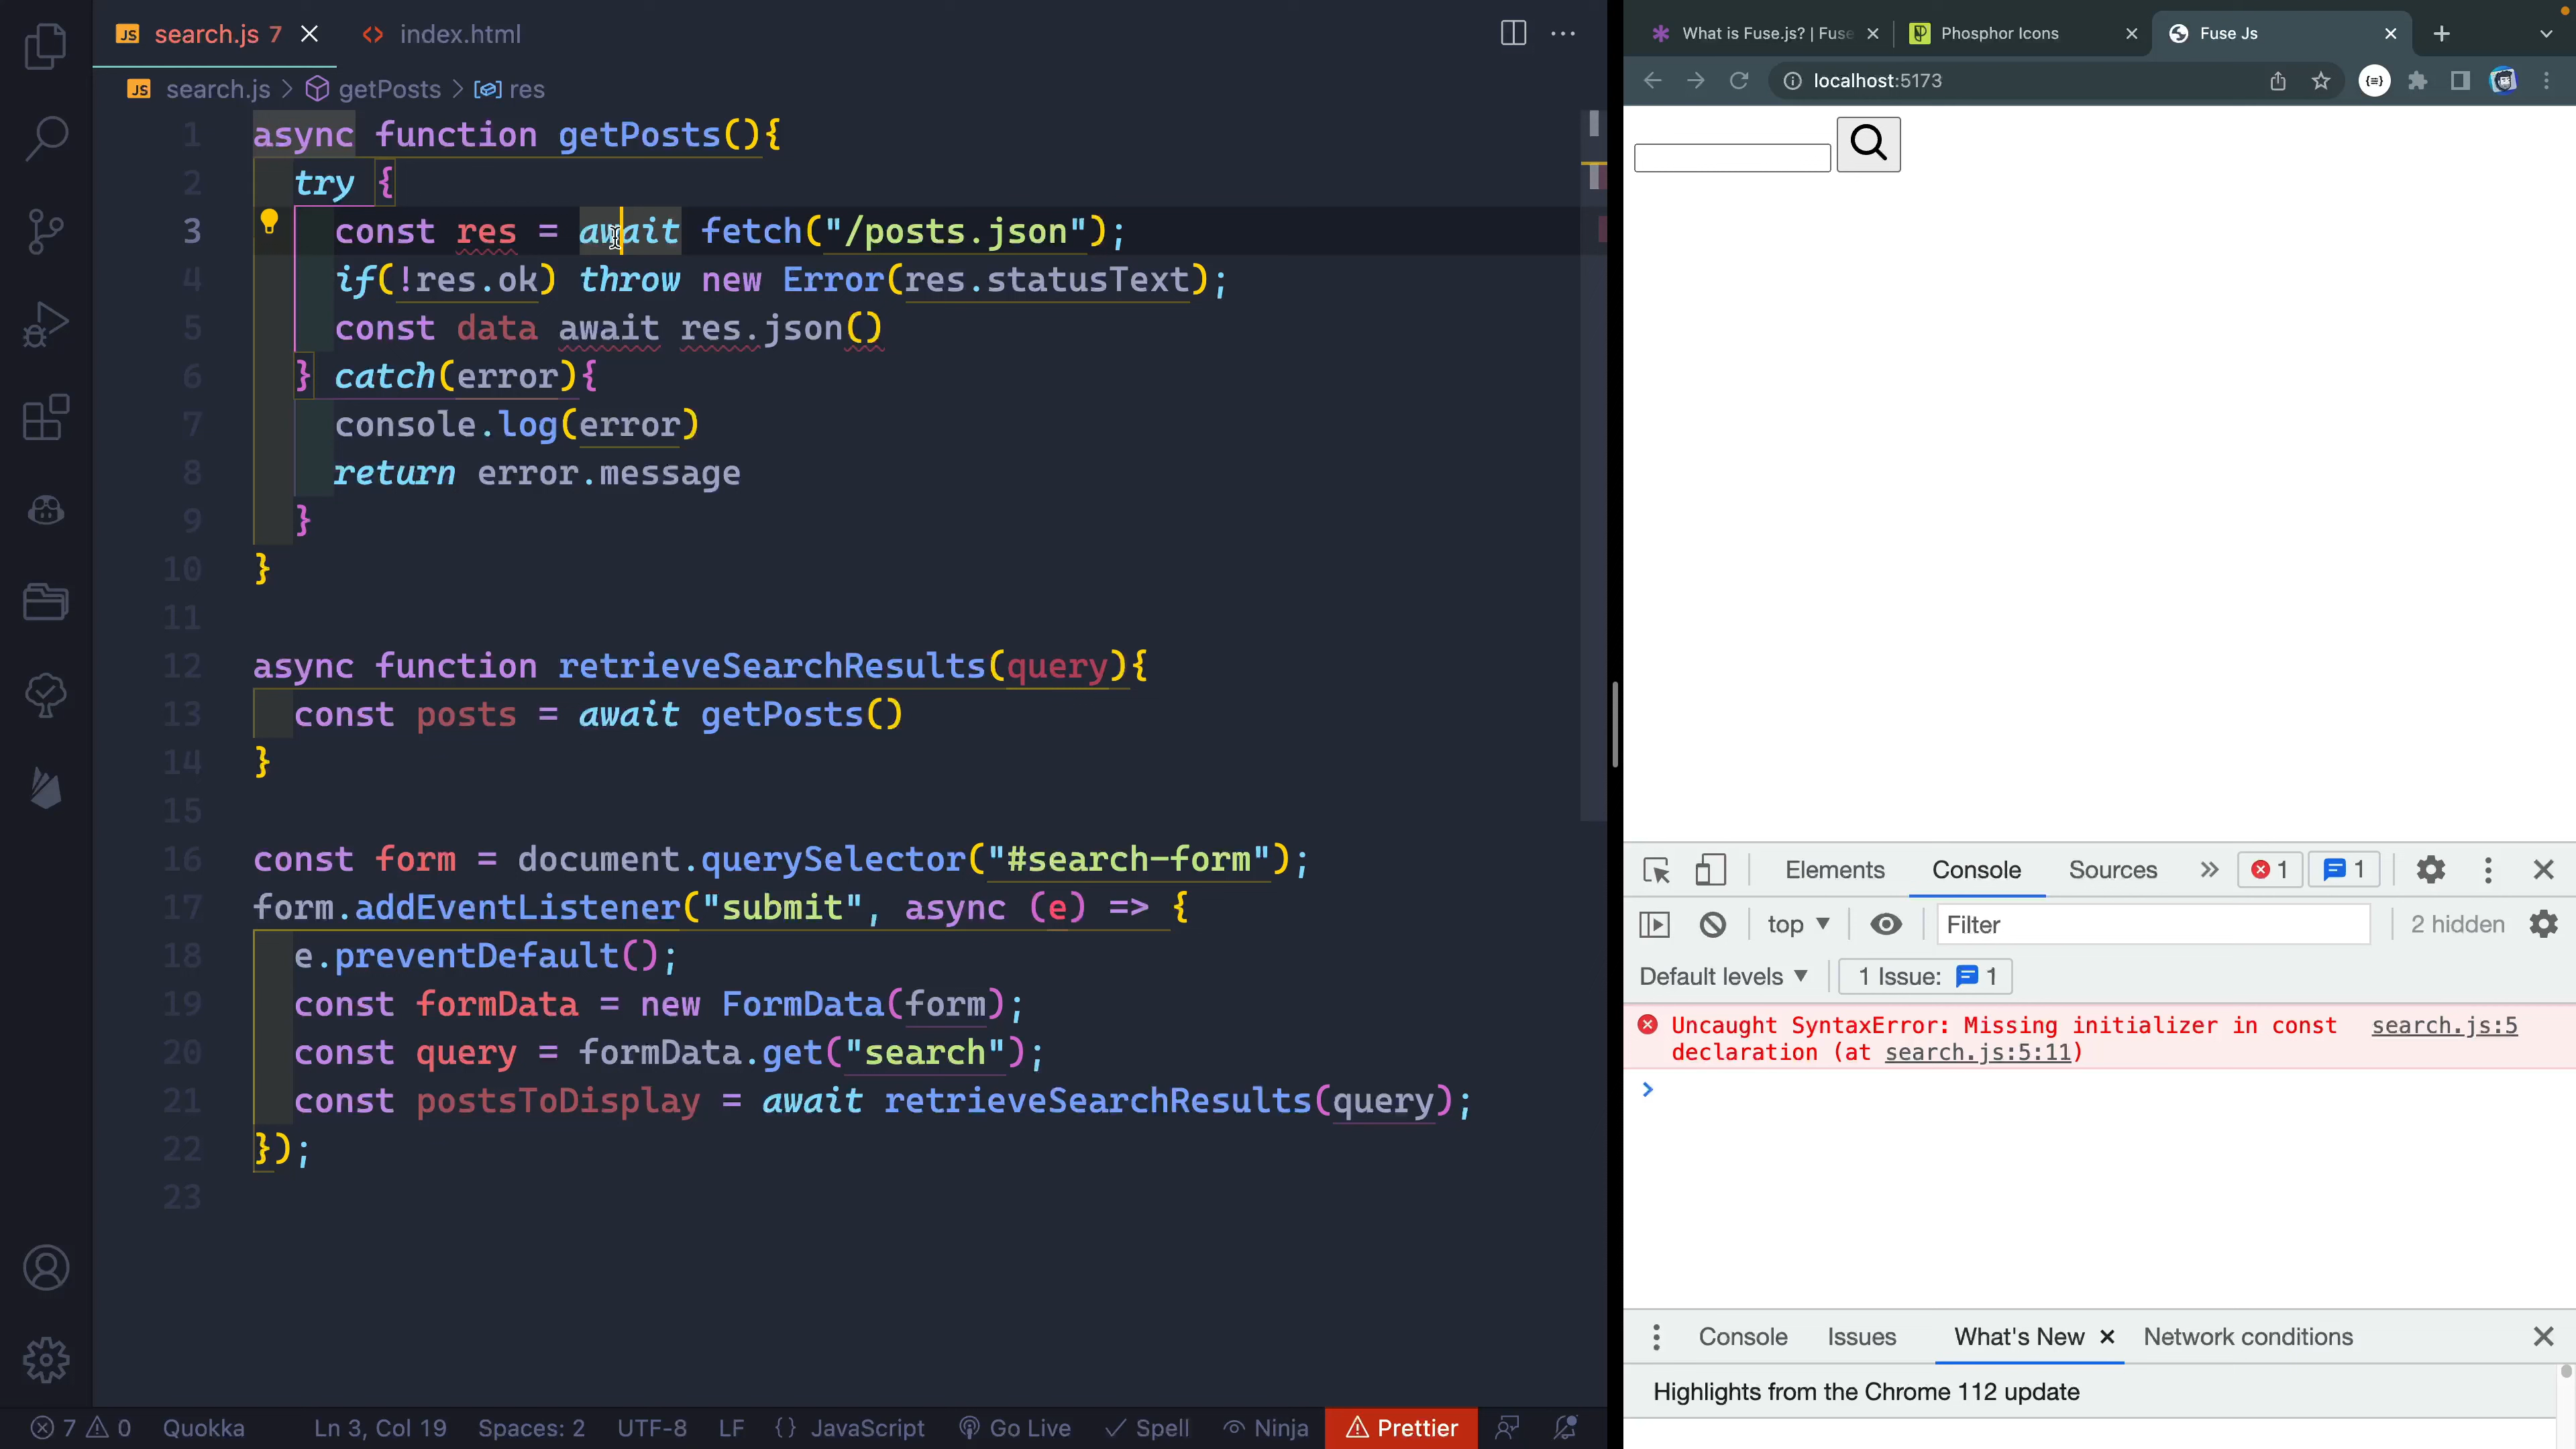 JS search.js 7 <> index.html
JS search.js > getPosts > res
1 async function getPosts(){
2 try {
3 const res = await fetch("/posts.json");
4 if(!res.ok) throw new Error(res.statusText);
5 const data await res.json()
6 } catch(error){
7 console.log(error)
8 return error.message
9 }
10 }
11
12 async function retrieveSearchResults(query){
13 const posts = await getPosts()
14 }
15
16 const form = document.querySelector("#search-form");
17 form.addEventListener("submit", async (e) => {
18 e.preventDefault();
19 const formData = new FormData(form);
20 const query = formData.get("search");
21 const postsToDisplay = await retrieveSearchResults(query);
22 });
23
7 0 Quokka Ln 3, Col 19 Spaces: 2 UTF-8 LF {} JavaScript Go Live Spell Ninja Prettier
What is Fuse.js? | Fuse Phosphor Icons Fuse Js
localhost:5173
Elements Console Sources 1 1
top Filter 2 hidden
Default levels 1 Issue: 1
Uncaught SyntaxError: Missing initializer in const search.js:5
declaration (at search.js:5:11)
Console Issues What's New Network conditions
Highlights from the Chrome 112 update